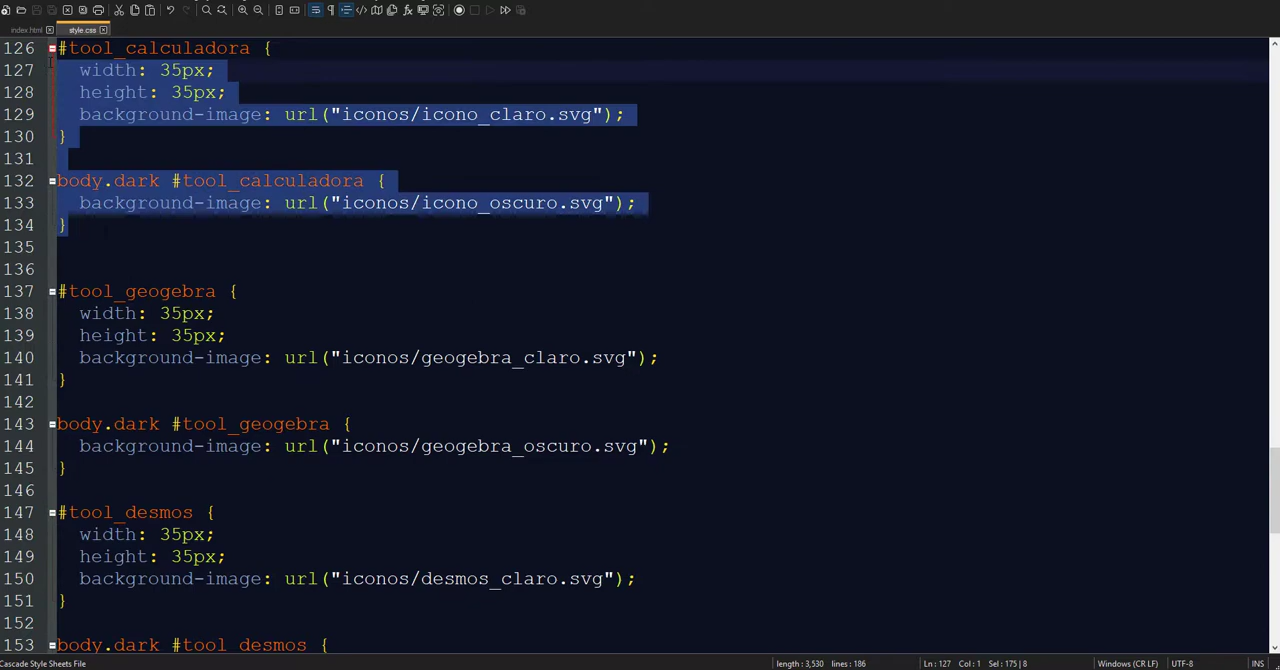 index.html style.css
126 #tool_calculadora {
127 width: 35px;
128 height: 35px;
129 background-image: url("iconos/icono_claro.svg");
130 }
131
132 body.dark #tool_calculadora {
133 background-image: url("iconos/icono_oscuro.svg");
134 }
135
136
137 #tool_geogebra {
138 width: 35px;
139 height: 35px;
140 background-image: url("iconos/geogebra_claro.svg");
141 }
142
143 body.dark #tool_geogebra {
144 background-image: url("iconos/geogebra_oscuro.svg");
145 }
146
147 #tool_desmos {
148 width: 35px;
149 height: 35px;
150 background-image: url("iconos/desmos_claro.svg");
151 }
152
153 body.dark #tool_desmos {
Cascade Style Sheets File length : 3,530 lines : 186 Ln : 127 Col : 1 Sel : 175 | 8 Windows (CR LF) UTF-8 INS